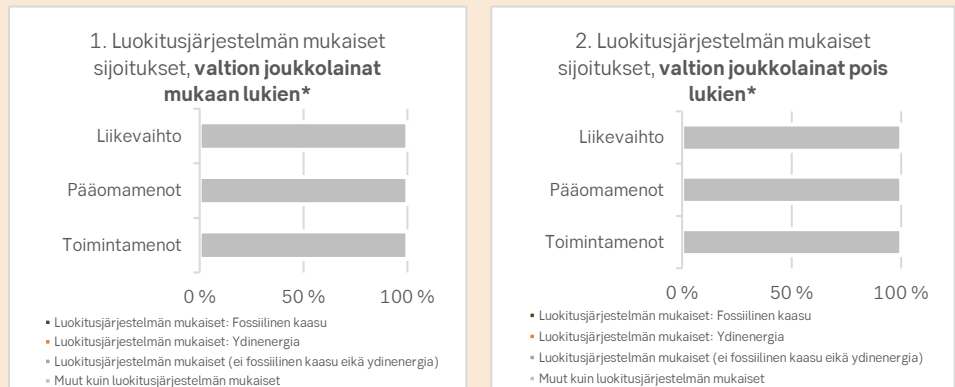 1. Luokitusjärjestelmän mukaiset
sijoitukset, valtion joukkolainat
mukaan lukien*
Liikevaihto
Pääomamenot
Toimintamenot
0 %
50 %
100 %
Luokitusjärjestelmän mukaiset: Fossiilinen kaasu
Luokitusjärjestelmän mukaiset: Ydinenergia
Luokitusjärjestelmän mukaiset (ei fossiilinen kaasu eikä ydinenergia)
Muut kuin luokitusjärjestelmän mukaiset
2. Luokitusjärjestelmän mukaiset
sijoitukset, valtion joukkolainat pois
lukien*
Liikevaihto
Pääomamenot
Toimintamenot
0 %
50 %
100 %
Luokitusjärjestelmän mukaiset: Fossiilinen kaasu
Luokitusjärjestelmän mukaiset: Ydinenergia
Luokitusjärjestelmän mukaiset (ei fossiilinen kaasu eikä ydinenergia)
Muut kuin luokitusjärjestelmän mukaiset